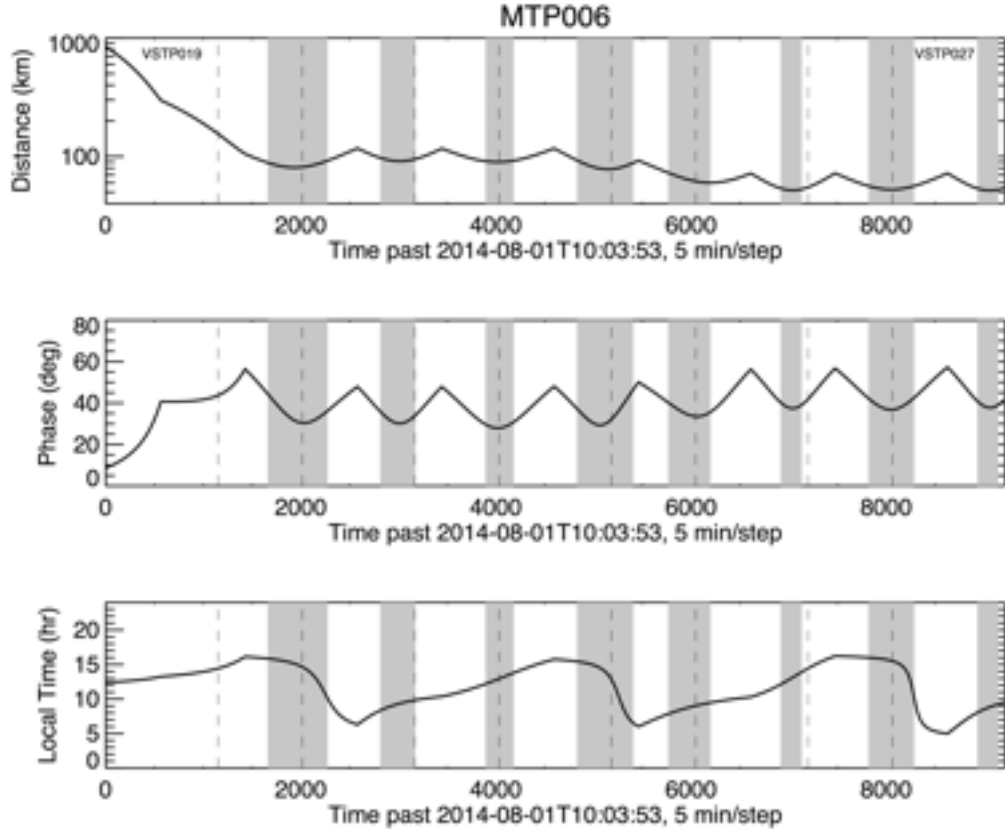 MTP006
1000
VSTP019
VSTP027
Distance (km)
100
0 2000 4000 6000 8000
Time past 2014-08-01T10:03:53, 5 min/step
80
60
40
20
0
Phase (deg)
0 2000 4000 6000 8000
Time past 2014-08-01T10:03:53, 5 min/step
20
15
10
5
0
Local Time (hr)
0 2000 4000 6000 8000
Time past 2014-08-01T10:03:53, 5 min/step